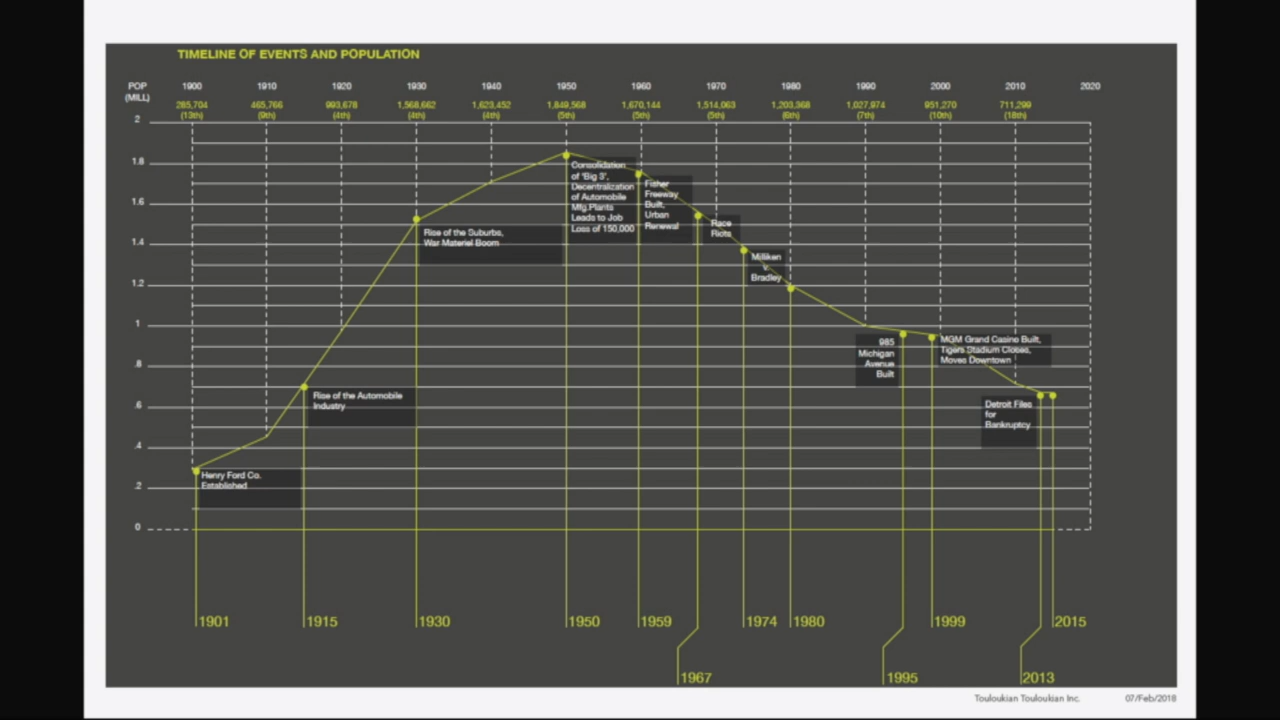 TIMELINE OF EVENTS AND POPULATION
POP 1900 1910 1920 1930 1940 1950 1960 1970 1980 1990 2000 2010 2020
(MILL) 285,704 465,766 993,678 1,568,662 1,623,452 1,849,568 1,670,144 1,514,063 1,203,368 1,027,974 951,270 711,299
(13th) (9th) (4th) (4th) (4th) (5th) (5th) (5th) (6th) (7th) (10th) (18th)
2
1.8
1.6
1.4
1.2
1
.8
.6
.4
.2
0
Henry Ford Co.
Established
Rise of the Automobile
Industry
Rise of the Suburbs,
War Materiel Boom
Consolidation
of 'Big 3',
Decentralization
of Automobile
Mfg.Plants
Leads to Job
Loss of 150,000
Fisher
Freeway
Built,
Urban
Renewal
Race
Riots
Milliken
v.
Bradley
985
Michigan
Avenue
Built
MGM Grand Casino Built,
Tigers Stadium Closes,
Moves Downtown
Detroit Files
for
Bankruptcy
1901 1915 1930 1950 1959 1974 1980 1999 2015
1967 1995 2013
Touloukian Touloukian Inc. 07/Feb/2018